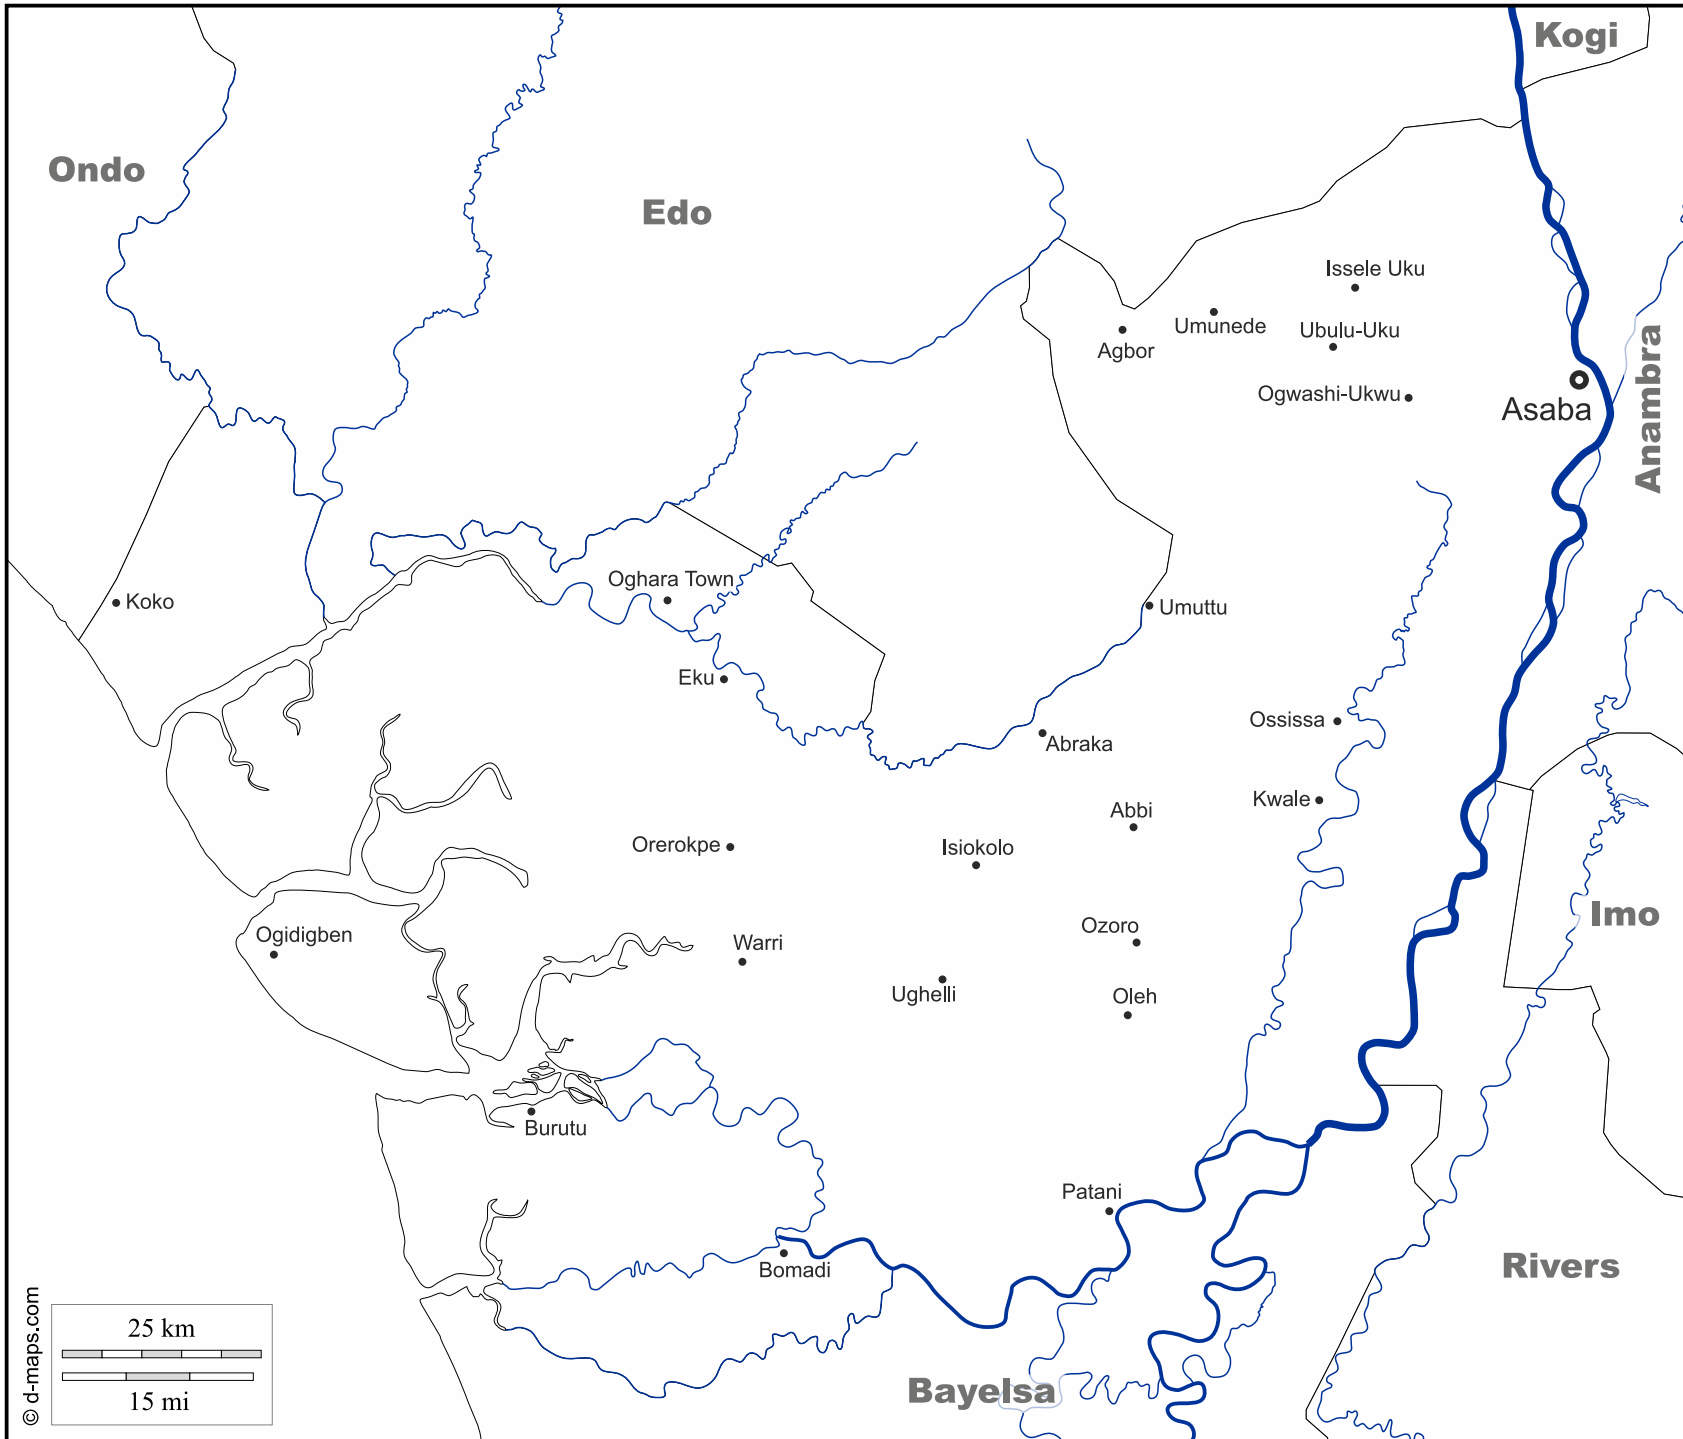 Kogi
Ondo
Edo
Issele Uku
Umunede
Ubulu-Uku
Agbor
Anambra
Ogwashi-Ukwu
Asaba
Oghara Town
Koko
Umuttu
Eku
Ossissa
Abraka
Kwale
Abbi
Orerokpe
Isiokolo
Imo
Ogidigben
Warri
Ozoro
Ughelli
Oleh
Burutu
Patani
Bomadi
Rivers
Bayelsa
25 km
15 mi
© d-maps.com